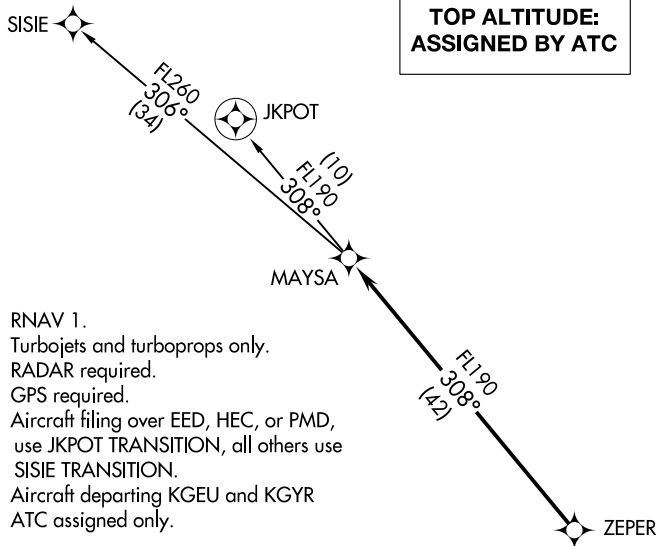 TOP ALTITUDE:
ASSIGNED BY ATC
SISIE
FL260
306°
(34)
JKPOT
(10)
FL190
308°
MAYSA
RNAV 1.
Turbojets and turboprops only.
RADAR required.
GPS required.
Aircraft filing over EED, HEC, or PMD,
use JKPOT TRANSITION, all others use
SISIE TRANSITION.
Aircraft departing KGEU and KGYR
ATC assigned only.
FL190
308°
(42)
ZEPER